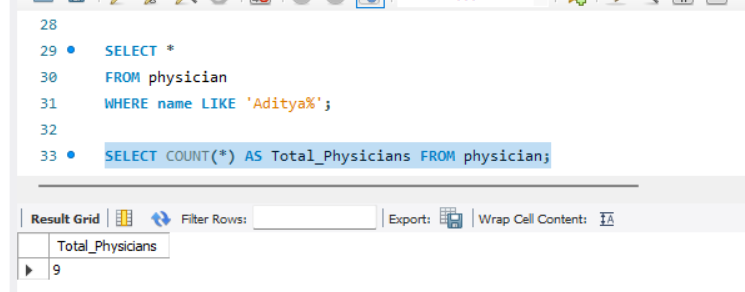 28
29 SELECT *
30 FROM physician
31 WHERE name LIKE 'Aditya%';
32
33 SELECT COUNT(*) AS Total_Physicians FROM physician;
Result Grid Filter Rows: Export: Wrap Cell Content:
Total_Physicians
9